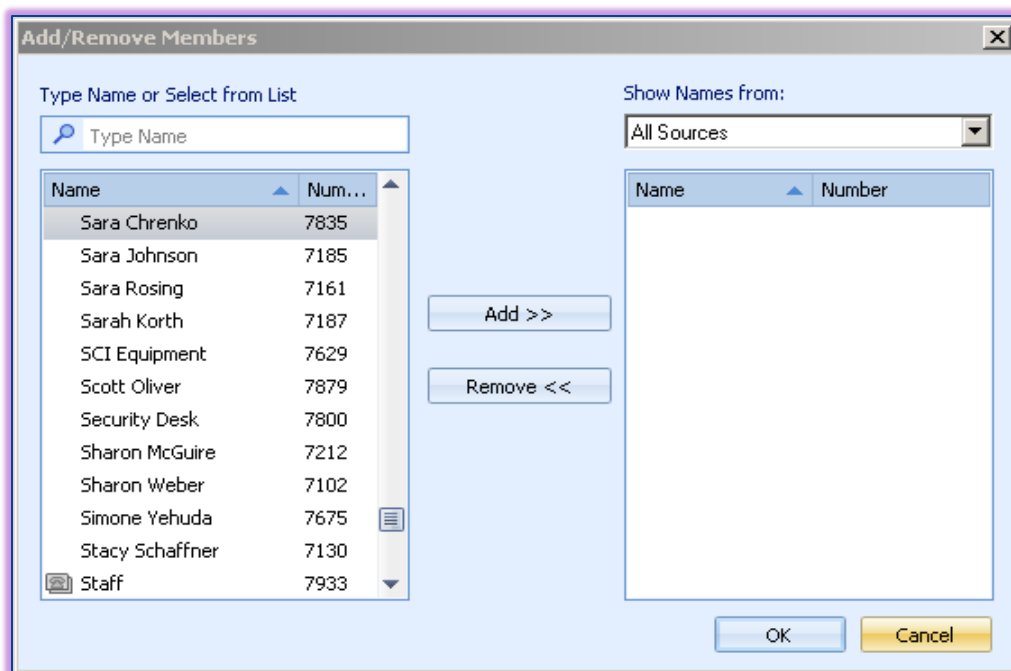 Add/Remove Members
Type Name or Select from List
Type Name
Name Num...
Sara Chrenko 7835
Sara Johnson 7185
Sara Rosing 7161
Sarah Korth 7187
SCI Equipment 7629
Scott Oliver 7879
Security Desk 7800
Sharon McGuire 7212
Sharon Weber 7102
Simone Yehuda 7675
Stacy Schaffner 7130
Staff 7933
Add >>
Remove <<
Show Names from:
All Sources
Name Number
OK Cancel